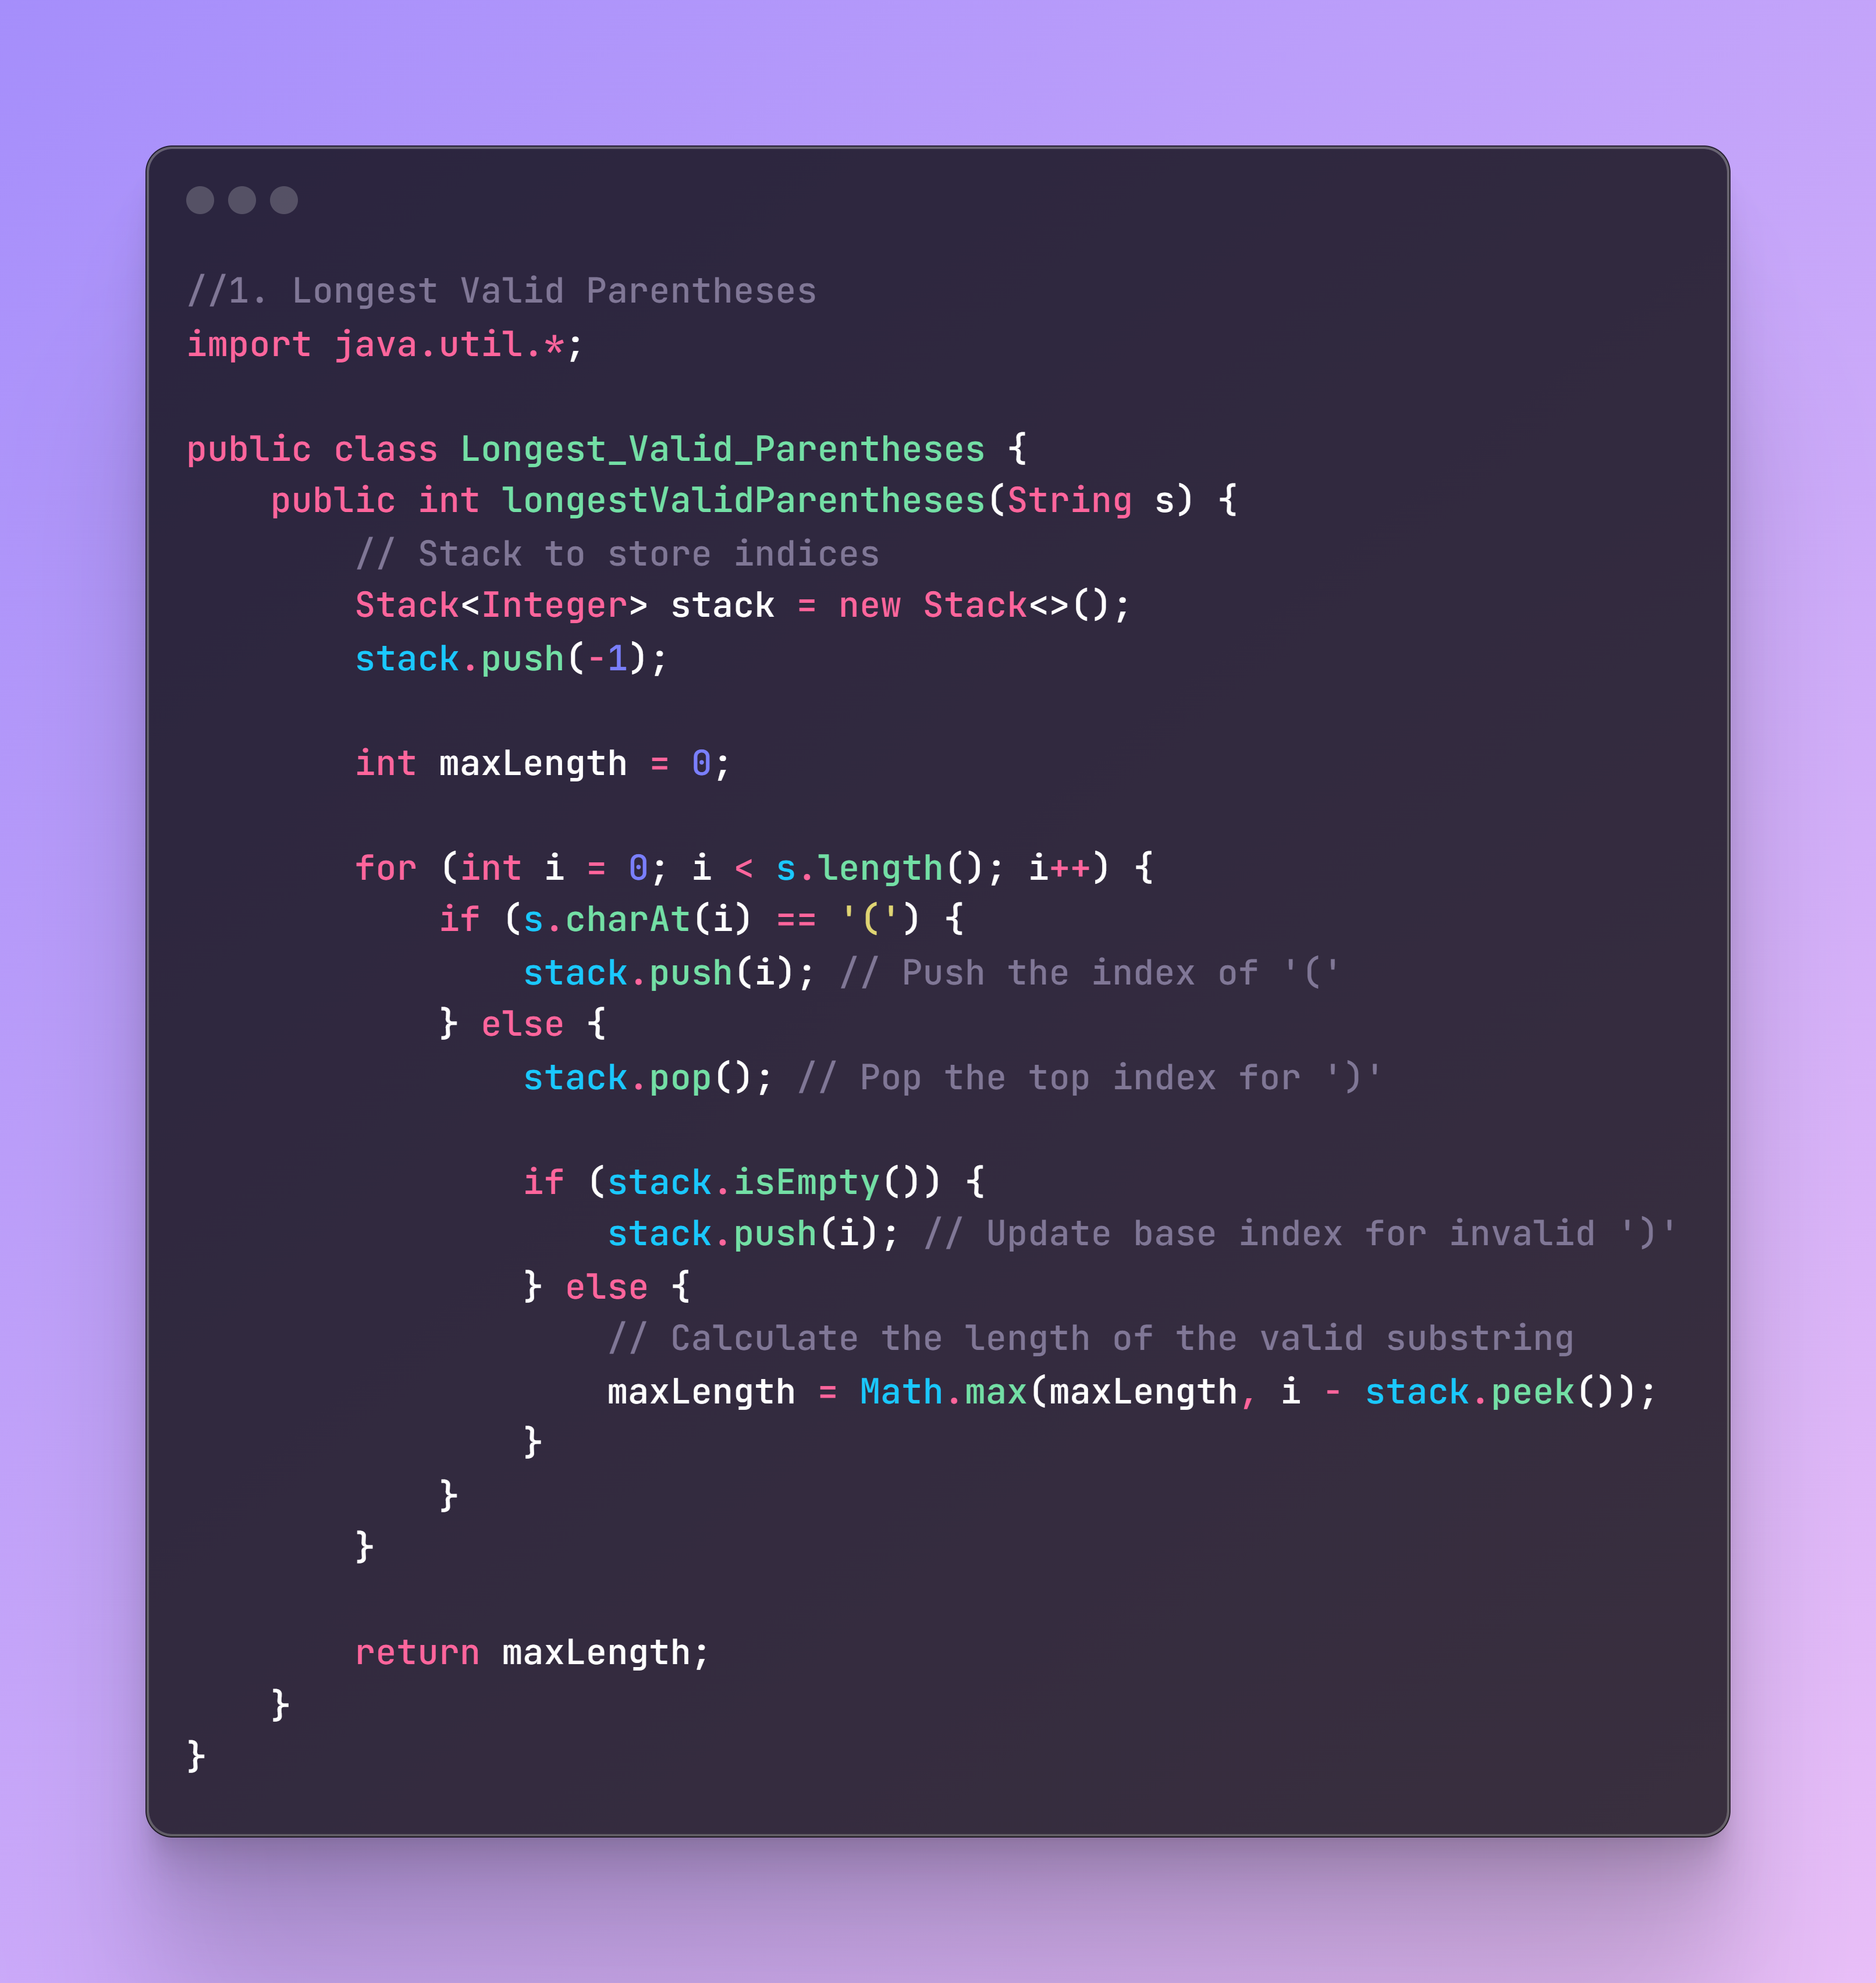 //1. Longest Valid Parentheses
import java.util.*;

public class Longest_Valid_Parentheses {
    public int longestValidParentheses(String s) {
        // Stack to store indices
        Stack<Integer> stack = new Stack<>();
        stack.push(-1);

        int maxLength = 0;

        for (int i = 0; i < s.length(); i++) {
            if (s.charAt(i) == '(') {
                stack.push(i); // Push the index of '('
            } else {
                stack.pop(); // Pop the top index for ')'

                if (stack.isEmpty()) {
                    stack.push(i); // Update base index for invalid ')'
                } else {
                    // Calculate the length of the valid substring
                    maxLength = Math.max(maxLength, i - stack.peek());
                }
            }
        }

        return maxLength;
    }
}